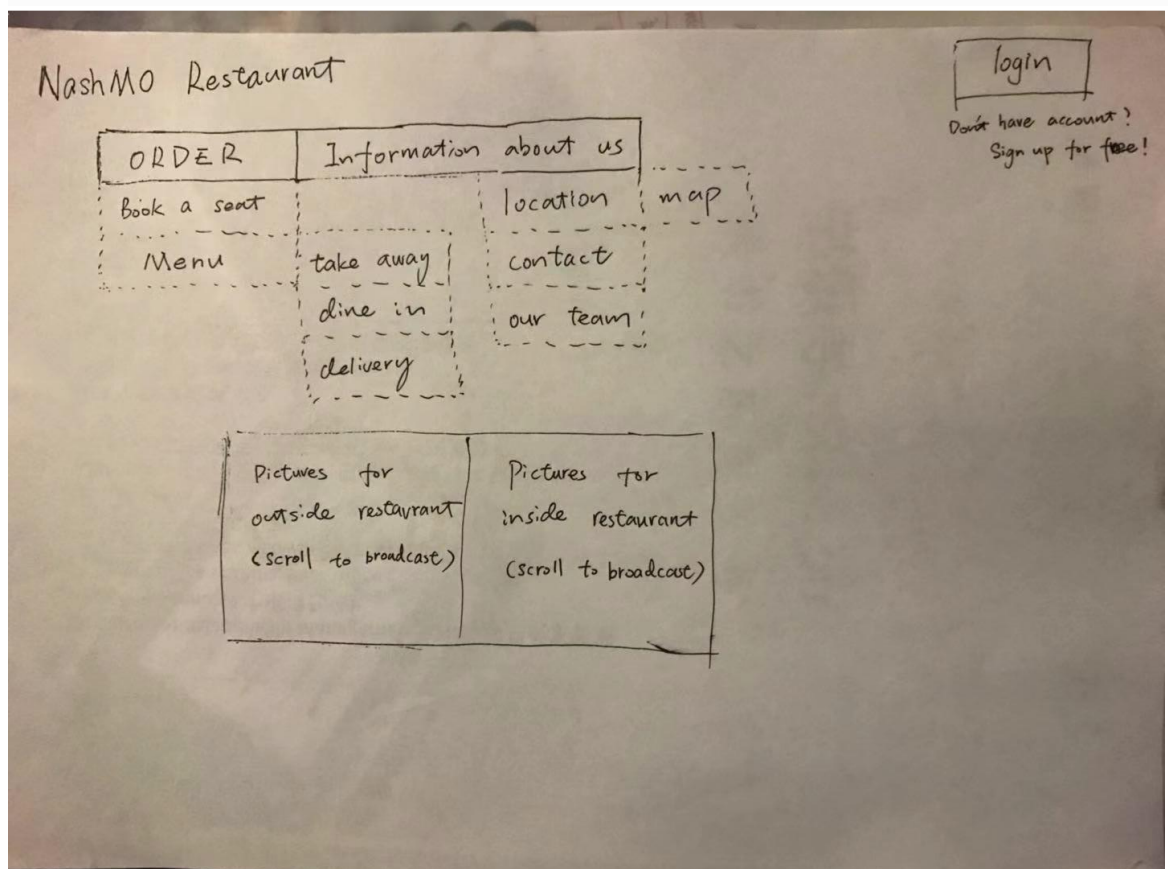 NashMO Restaurant
login
Don't have account?
Sign up for free!
ORDER Information about us
Book a seat location map
Menu take away contact
dine in our team
delivery
Pictures for
outside restaurant
(scroll to broadcast)
Pictures for
inside restaurant
(scroll to broadcast)